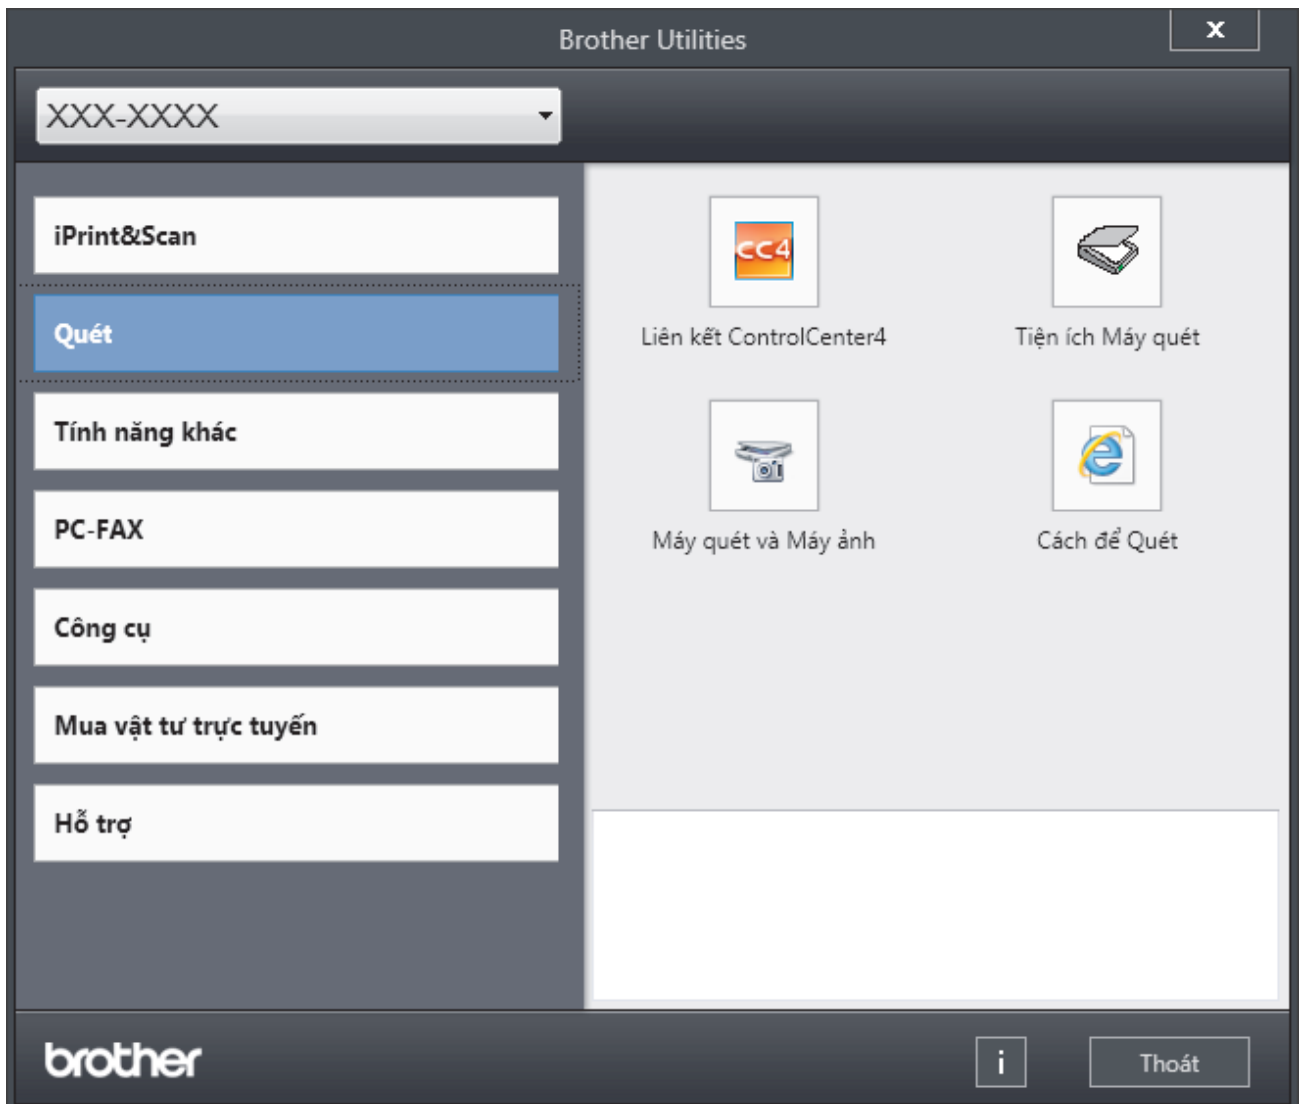 Brother Utilities
x
XXX-XXXX
iPrint&Scan
Quét
Tính năng khác
PC-FAX
Công cụ
Mua vật tư trực tuyến
Hỗ trợ
CC4
Liên kết ControlCenter4
Tiện ích Máy quét
Máy quét và Máy ảnh
Cách để Quét
brother
i
Thoát